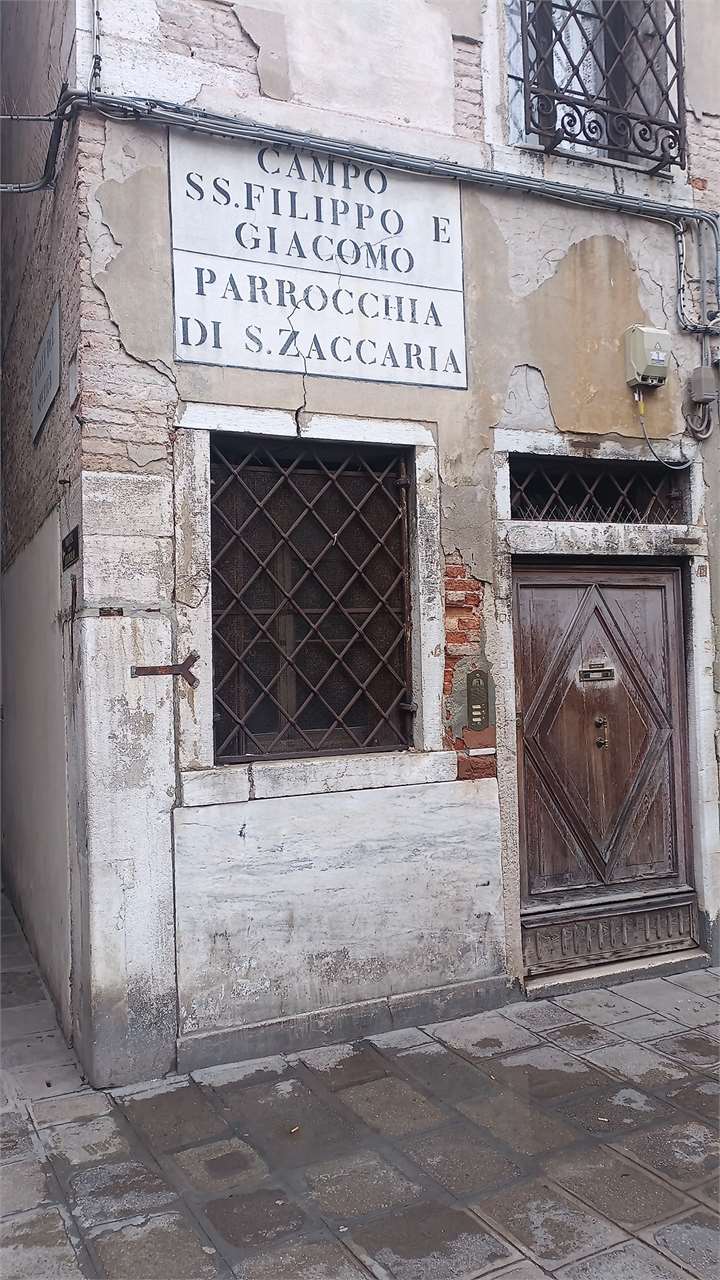 CAMPO
SS.FILIPPO E
GIACOMO
PARROCCHIA
DI S.ZACCARIA